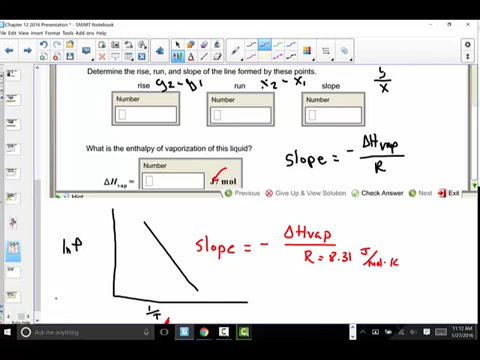 Chapter 12 2016 Presentation * - SMART Notebook
File Edit View Insert Format Tools Add-ons Help
Determine the rise, run, and slope of the line formed by these points.
y
x
rise y2 - y1 run x2 - x1 slope
Number Number Number
What is the enthalpy of vaporization of this liquid?
slope = - ΔHvap
R
Number
ΔHvap = J/ mol
Hint Previous Give Up & View Solution Check Answer Next Exit
lnP
slope = - ΔHvap
R = 8.31 J/mol·K
1/T
Ask me anything
11:12 AM
5/27/2016